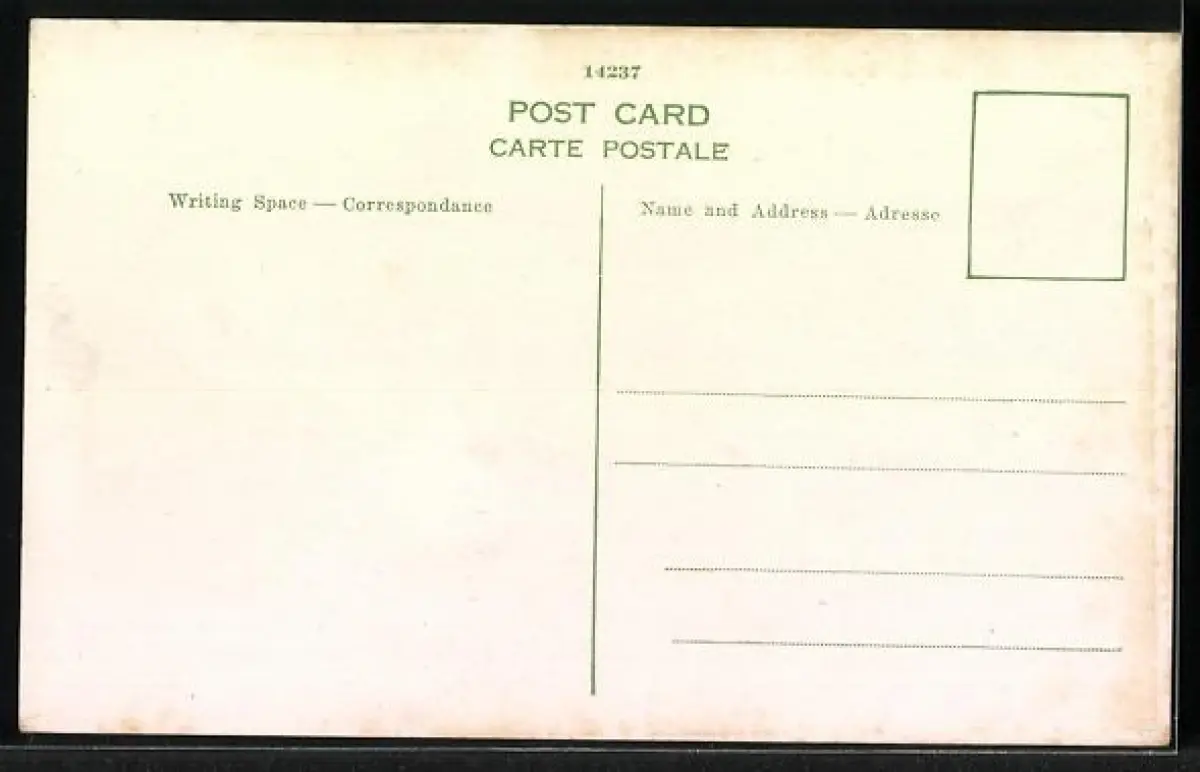 14237
POST CARD
CARTE POSTALE
Writing Space — Correspondance
Name and Address — Adresse